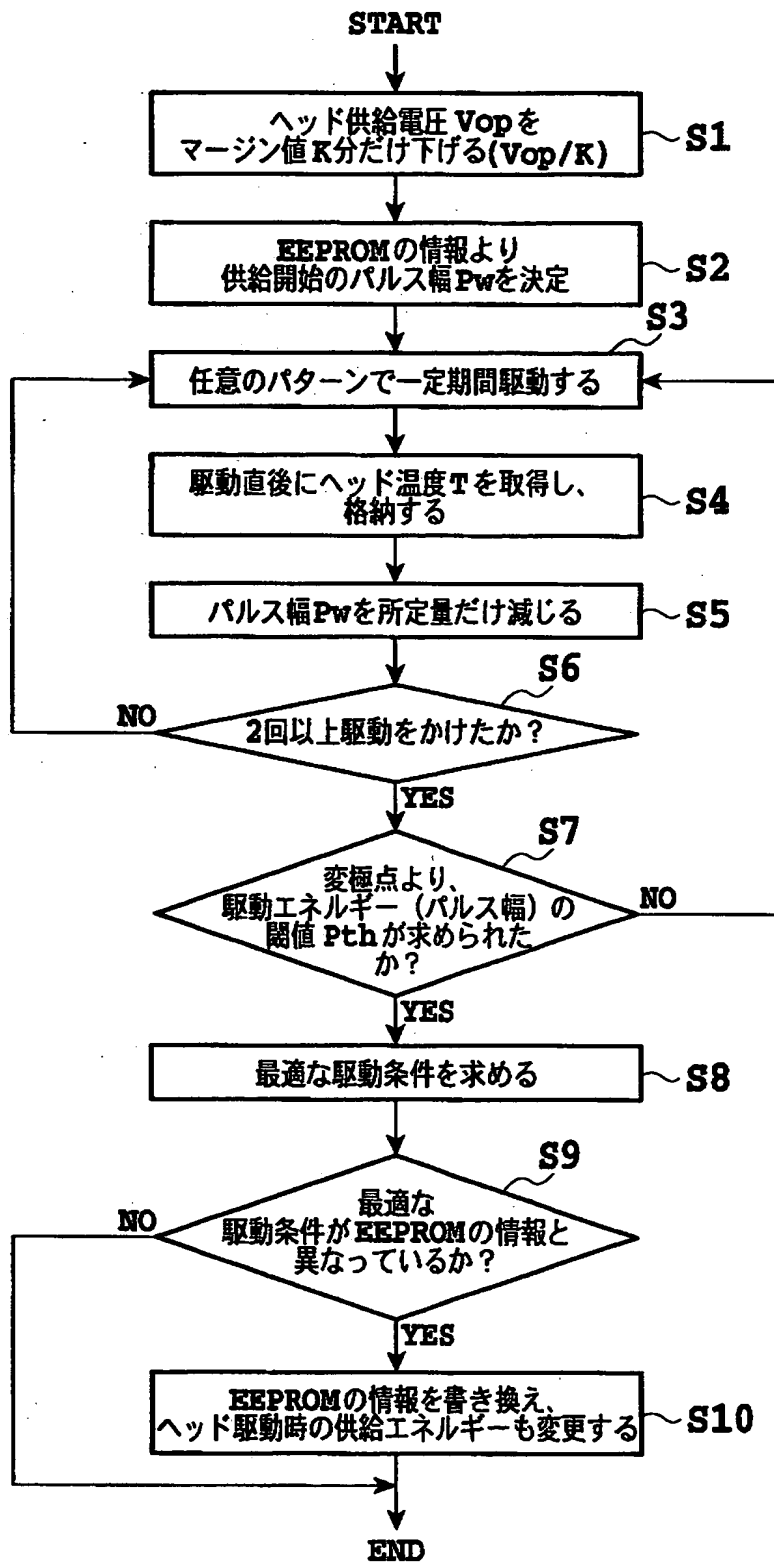 START
ヘッド供給電圧 Vopを
マージン値K分だけ下げる(Vop/K)
S1
EEPROMの情報より
供給開始のパルス幅Pwを決定
S2
S3
任意のパターンで一定期間駆動する
駆動直後にヘッド温度Tを取得し、
格納する
S4
パルス幅Pwを所定量だけ減じる
S5
S6
NO
2回以上駆動をかけたか？
YES
S7
変極点より、
駆動エネルギー（パルス幅）の
閾値 Pthが求められた
か？
NO
YES
最適な駆動条件を求める
S8
S9
NO
最適な
駆動条件がEEPROMの情報と
異なっているか？
YES
EEPROMの情報を書き換え、
ヘッド駆動時の供給エネルギーも変更する
S10
END